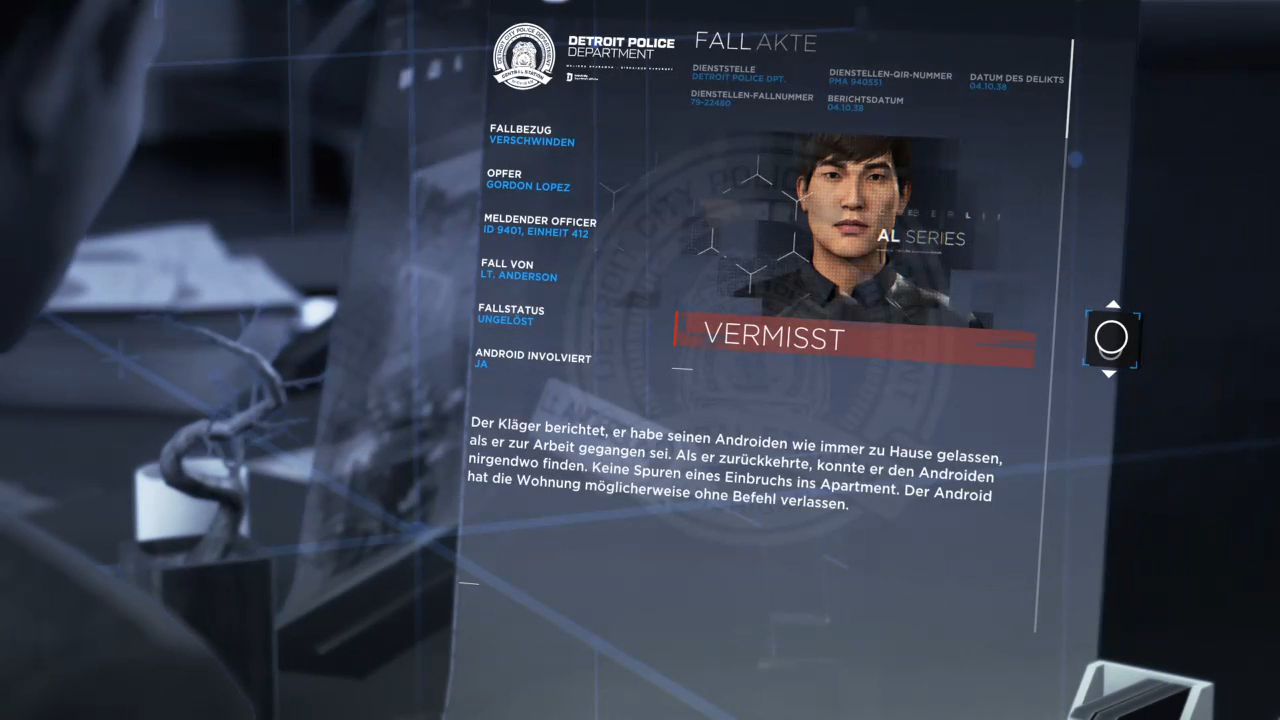 DETROIT POLICE
DEPARTMENT
FALL AKTE
DIENSTSTELLE
DETROIT POLICE DPT.
DIENSTELLEN-QIR-NUMMER
PMA 940551
DATUM DES DELIKTS
04.10.38
DIENSTELLEN-FALLNUMMER
79-22460
BERICHTSDATUM
04.10.38
FALLBEZUG
VERSCHWINDEN
OPFER
GORDON LOPEZ
MELDENDER OFFICER
ID 9401, EINHEIT 412
FALL VON
LT. ANDERSON
FALLSTATUS
UNGELÖST
ANDROID INVOLVIERT
JA
AL SERIES
VERMISST
Der Kläger berichtet, er habe seinen Androiden wie immer zu Hause gelassen,
als er zur Arbeit gegangen sei. Als er zurückkehrte, konnte er den Androiden
nirgendwo finden. Keine Spuren eines Einbruchs ins Apartment. Der Android
hat die Wohnung möglicherweise ohne Befehl verlassen.